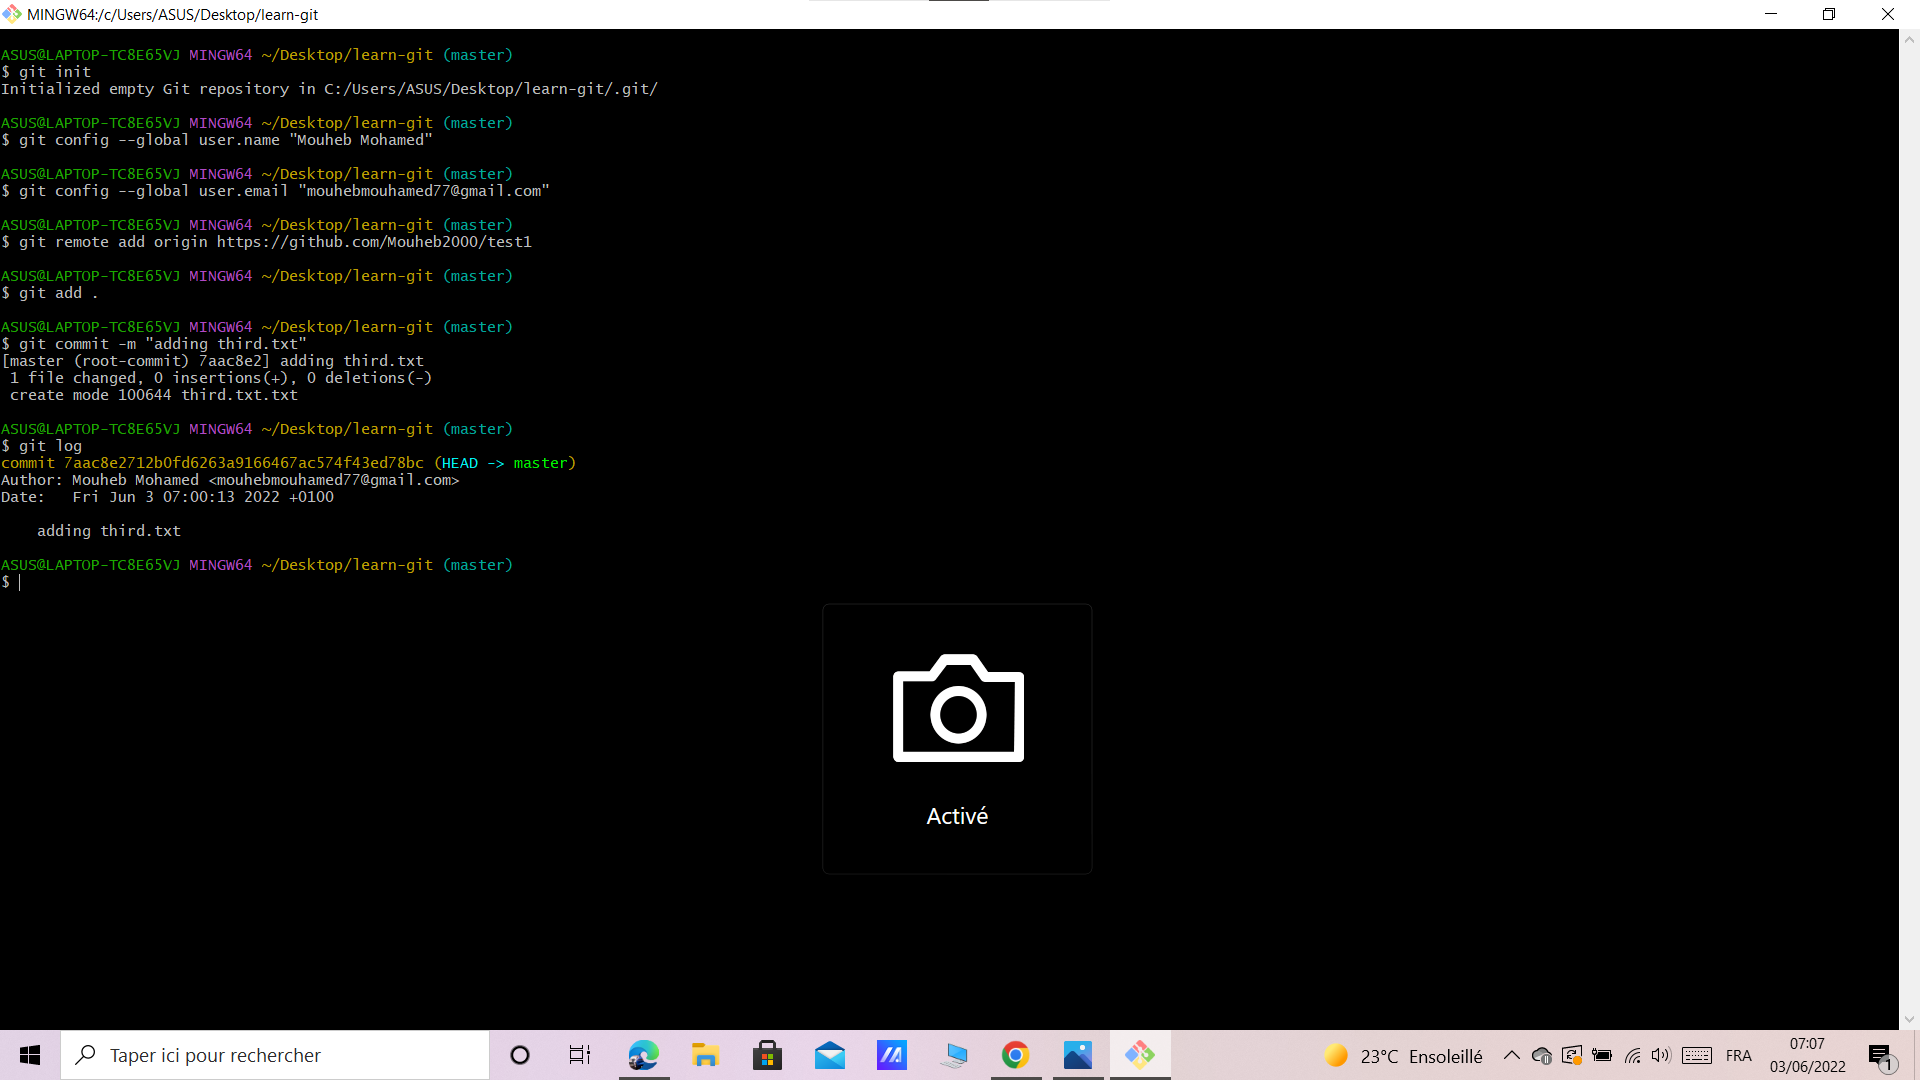 MINGW64:/c/Users/ASUS/Desktop/learn-git
ASUS@LAPTOP-TC8E65VJ MINGW64 ~/Desktop/learn-git (master)
$ git init
Initialized empty Git repository in C:/Users/ASUS/Desktop/learn-git/.git/
ASUS@LAPTOP-TC8E65VJ MINGW64 ~/Desktop/learn-git (master)
$ git config --global user.name "Mouheb Mohamed"
ASUS@LAPTOP-TC8E65VJ MINGW64 ~/Desktop/learn-git (master)
$ git config --global user.email "mouhebmouhamed77@gmail.com"
ASUS@LAPTOP-TC8E65VJ MINGW64 ~/Desktop/learn-git (master)
$ git remote add origin https://github.com/Mouheb2000/test1
ASUS@LAPTOP-TC8E65VJ MINGW64 ~/Desktop/learn-git (master)
$ git add .
ASUS@LAPTOP-TC8E65VJ MINGW64 ~/Desktop/learn-git (master)
$ git commit -m "adding third.txt"
[master (root-commit) 7aac8e2] adding third.txt
1 file changed, 0 insertions(+), 0 deletions(-)
create mode 100644 third.txt.txt
ASUS@LAPTOP-TC8E65VJ MINGW64 ~/Desktop/learn-git (master)
$ git log
commit 7aac8e2712b0fd6263a9166467ac574f43ed78bc (HEAD -> master)
Author: Mouheb Mohamed <mouhebmouhamed77@gmail.com>
Date:   Fri Jun 3 07:00:13 2022 +0100
adding third.txt
ASUS@LAPTOP-TC8E65VJ MINGW64 ~/Desktop/learn-git (master)
$
Activé
Taper ici pour rechercher
23°C Ensoleillé
FRA
07:07
03/06/2022
1